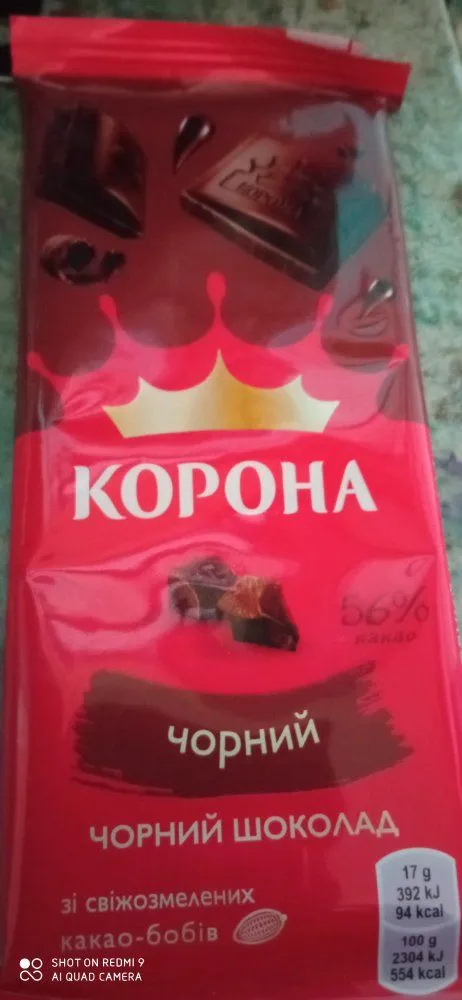 КОРОНА
КОРОНА
56%
какао
чорний
ЧОРНИЙ ШОКОЛАД
зі свіжозмелених
какао-бобів
17 g
392 kJ
94 kcal
100 g
2304 kJ
554 kcal
SHOT ON REDMI 9
AI QUAD CAMERA